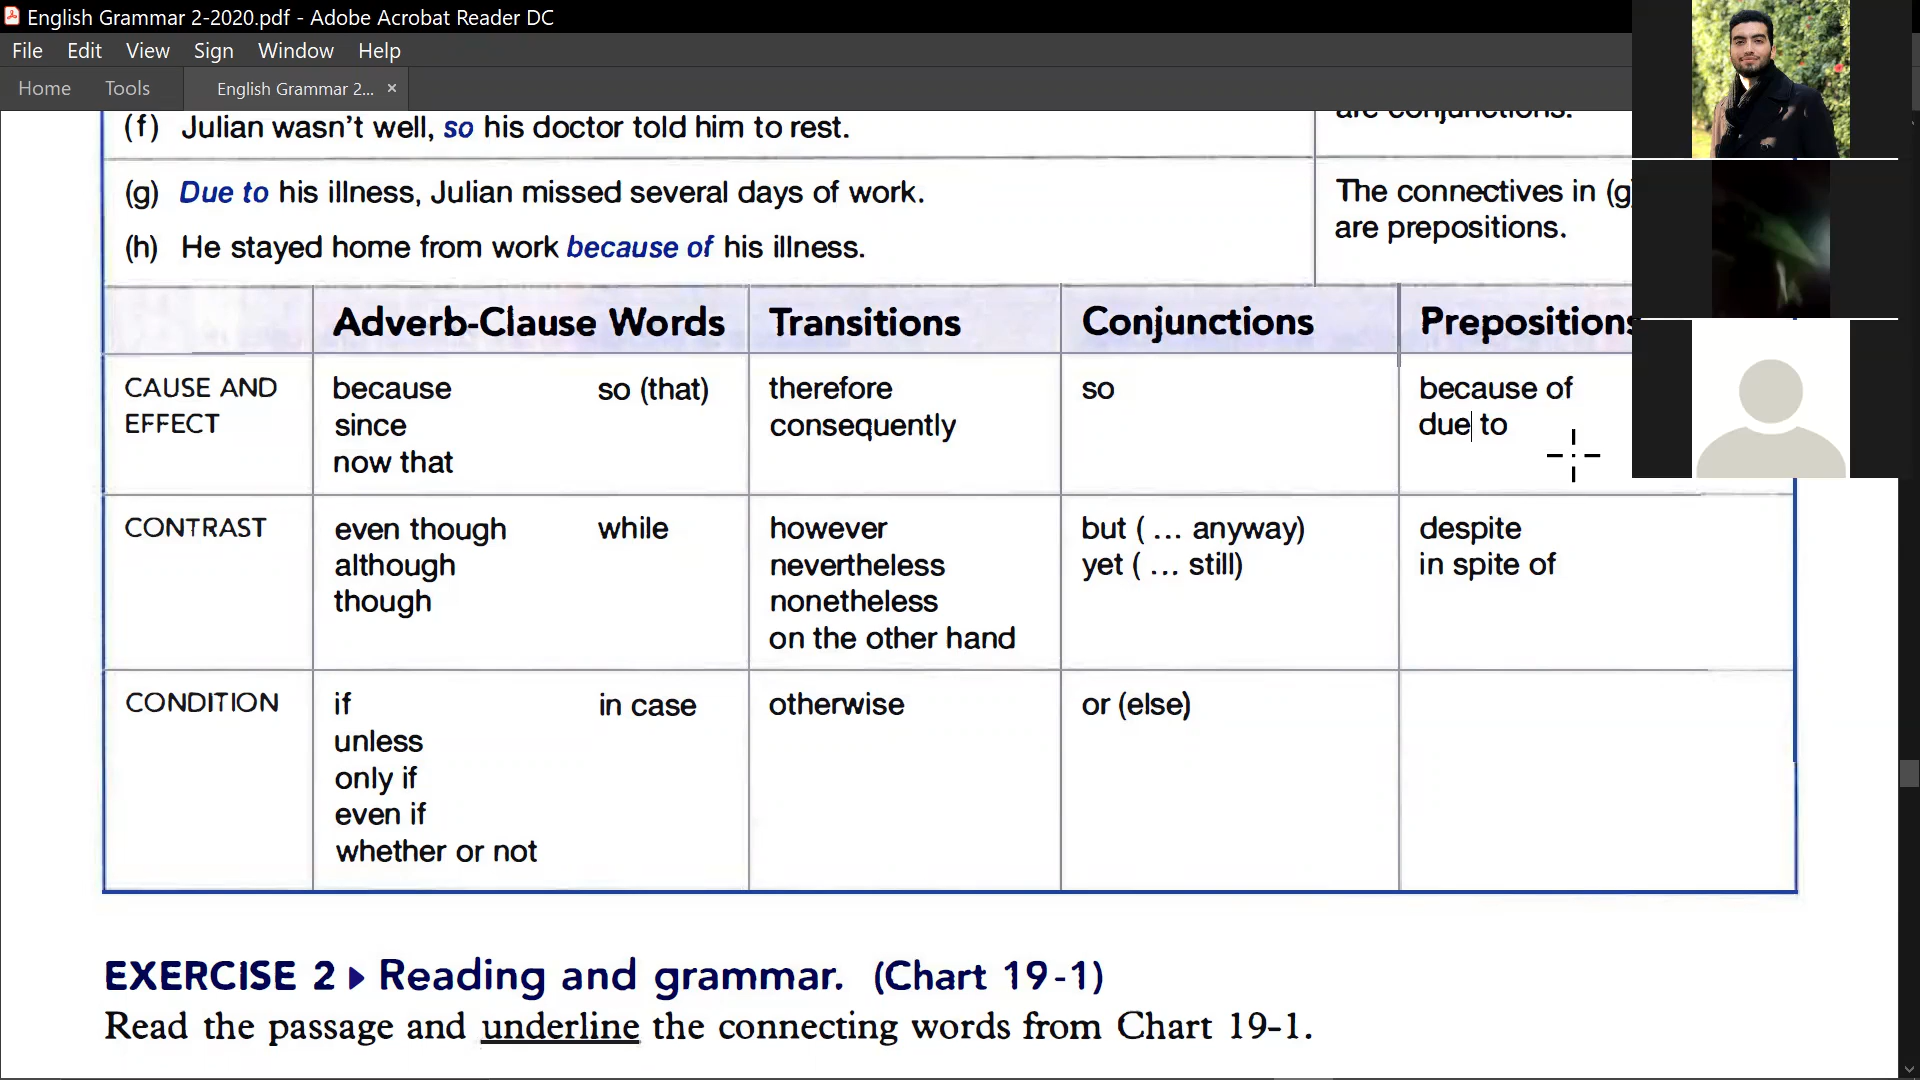 English Grammar 2-2020.pdf - Adobe Acrobat Reader DC
File Edit View Sign Window Help
Home Tools English Grammar 2... ×
are conjunctions.
(f) Julian wasn't well, so his doctor told him to rest.
(g) Due to his illness, Julian missed several days of work.
The connectives in (g)
are prepositions.
(h) He stayed home from work because of his illness.
Adverb-Clause Words Transitions Conjunctions Prepositions
CAUSE AND because so (that) therefore so because of
EFFECT since consequently due to
now that
CONTRAST even though while however but ( ... anyway) despite
although nevertheless yet ( ... still) in spite of
though nonetheless
on the other hand
CONDITION if in case otherwise or (else)
unless
only if
even if
whether or not
EXERCISE 2 ▸ Reading and grammar. (Chart 19-1)
Read the passage and underline the connecting words from Chart 19-1.